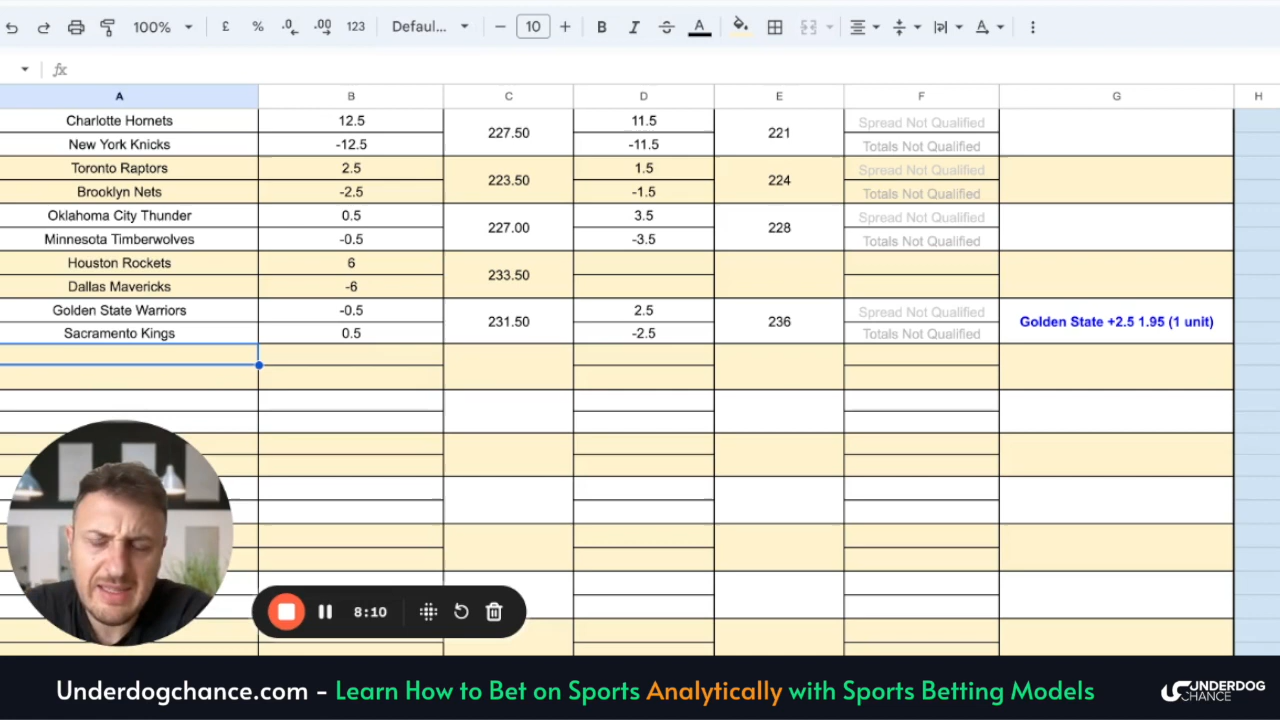 100% £ % .0 .00 123 Defaul... 10 B I A A
fx
A B C D E F G H
Charlotte Hornets 12.5 227.50 11.5 221 Spread Not Qualified
New York Knicks -12.5 -11.5 Totals Not Qualified
Toronto Raptors 2.5 223.50 1.5 224 Spread Not Qualified
Brooklyn Nets -2.5 -1.5 Totals Not Qualified
Oklahoma City Thunder 0.5 227.00 3.5 228 Spread Not Qualified
Minnesota Timberwolves -0.5 -3.5 Totals Not Qualified
Houston Rockets 6 233.50
Dallas Mavericks -6
Golden State Warriors -0.5 231.50 2.5 236 Spread Not Qualified Golden State +2.5 1.95 (1 unit)
Sacramento Kings 0.5 -2.5 Totals Not Qualified
8:10
Underdogchance.com - Learn How to Bet on Sports Analytically with Sports Betting Models
UNDERDOG
CHANCE